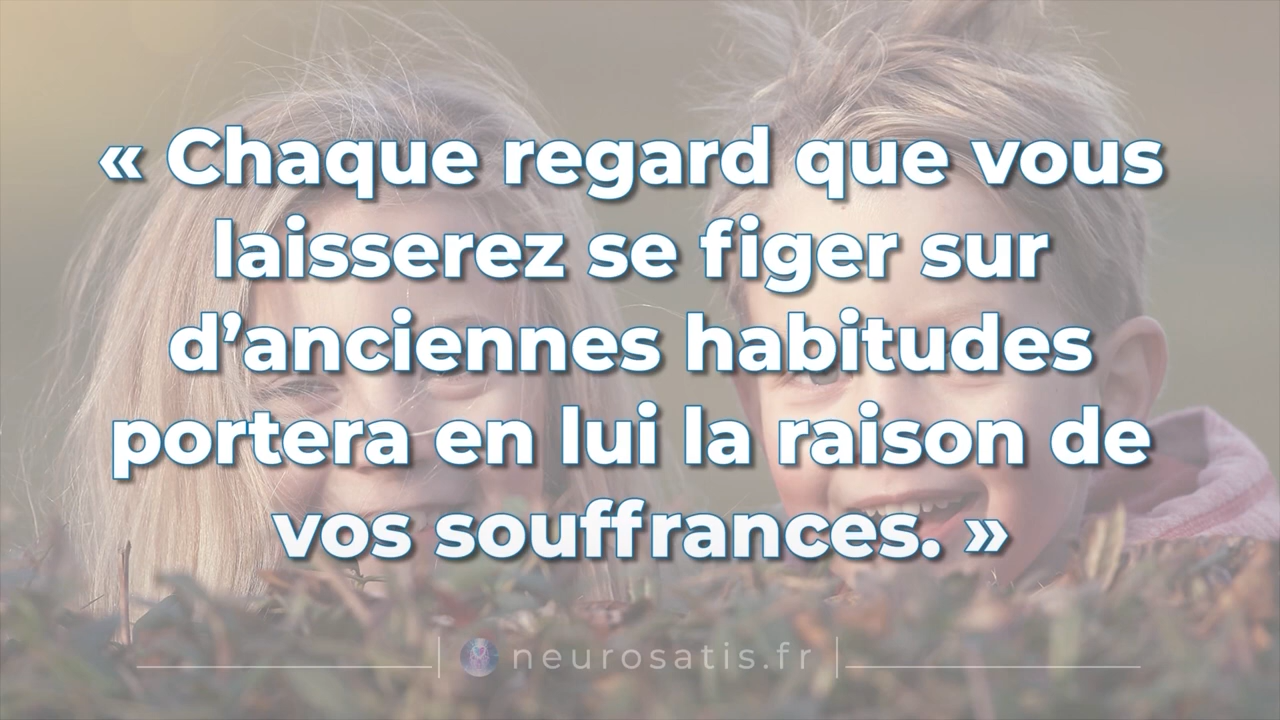 « Chaque regard que vous
laisserez se figer sur
d’anciennes habitudes
portera en lui la raison de
vos souffrances. »
neurosatis.fr